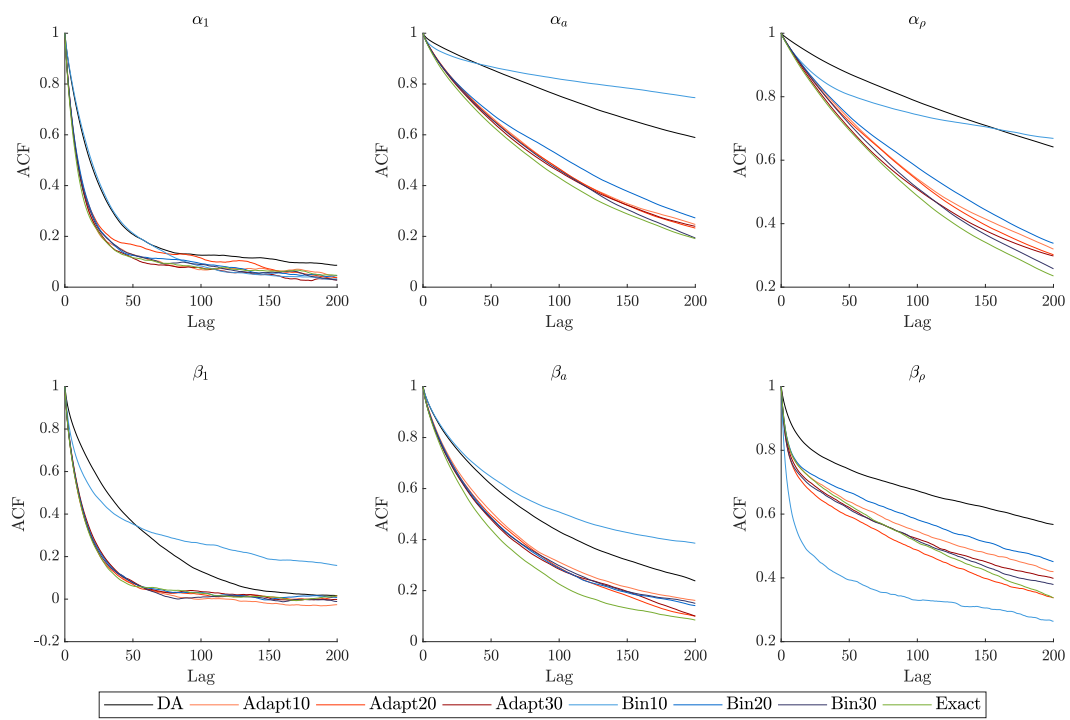 α₁ αₐ αᵨ
1 1 1
0.8 0.8 0.8
0.6 0.6 0.6
0.4 0.4 0.4
0.2 0.2
0 0 0.2
ACF ACF ACF
0 50 100 150 200 0 50 100 150 200 0 50 100 150 200
Lag Lag Lag
β₁ βₐ βᵨ
1 1 1
0.8 0.8 0.8
0.6 0.6 0.6
0.4 0.4 0.4
0.2 0.2 0.2
0 0
-0.2
ACF ACF ACF
0 50 100 150 200 0 50 100 150 200 0 50 100 150 200
Lag Lag Lag
DA Adapt10 Adapt20 Adapt30 Bin10 Bin20 Bin30 Exact